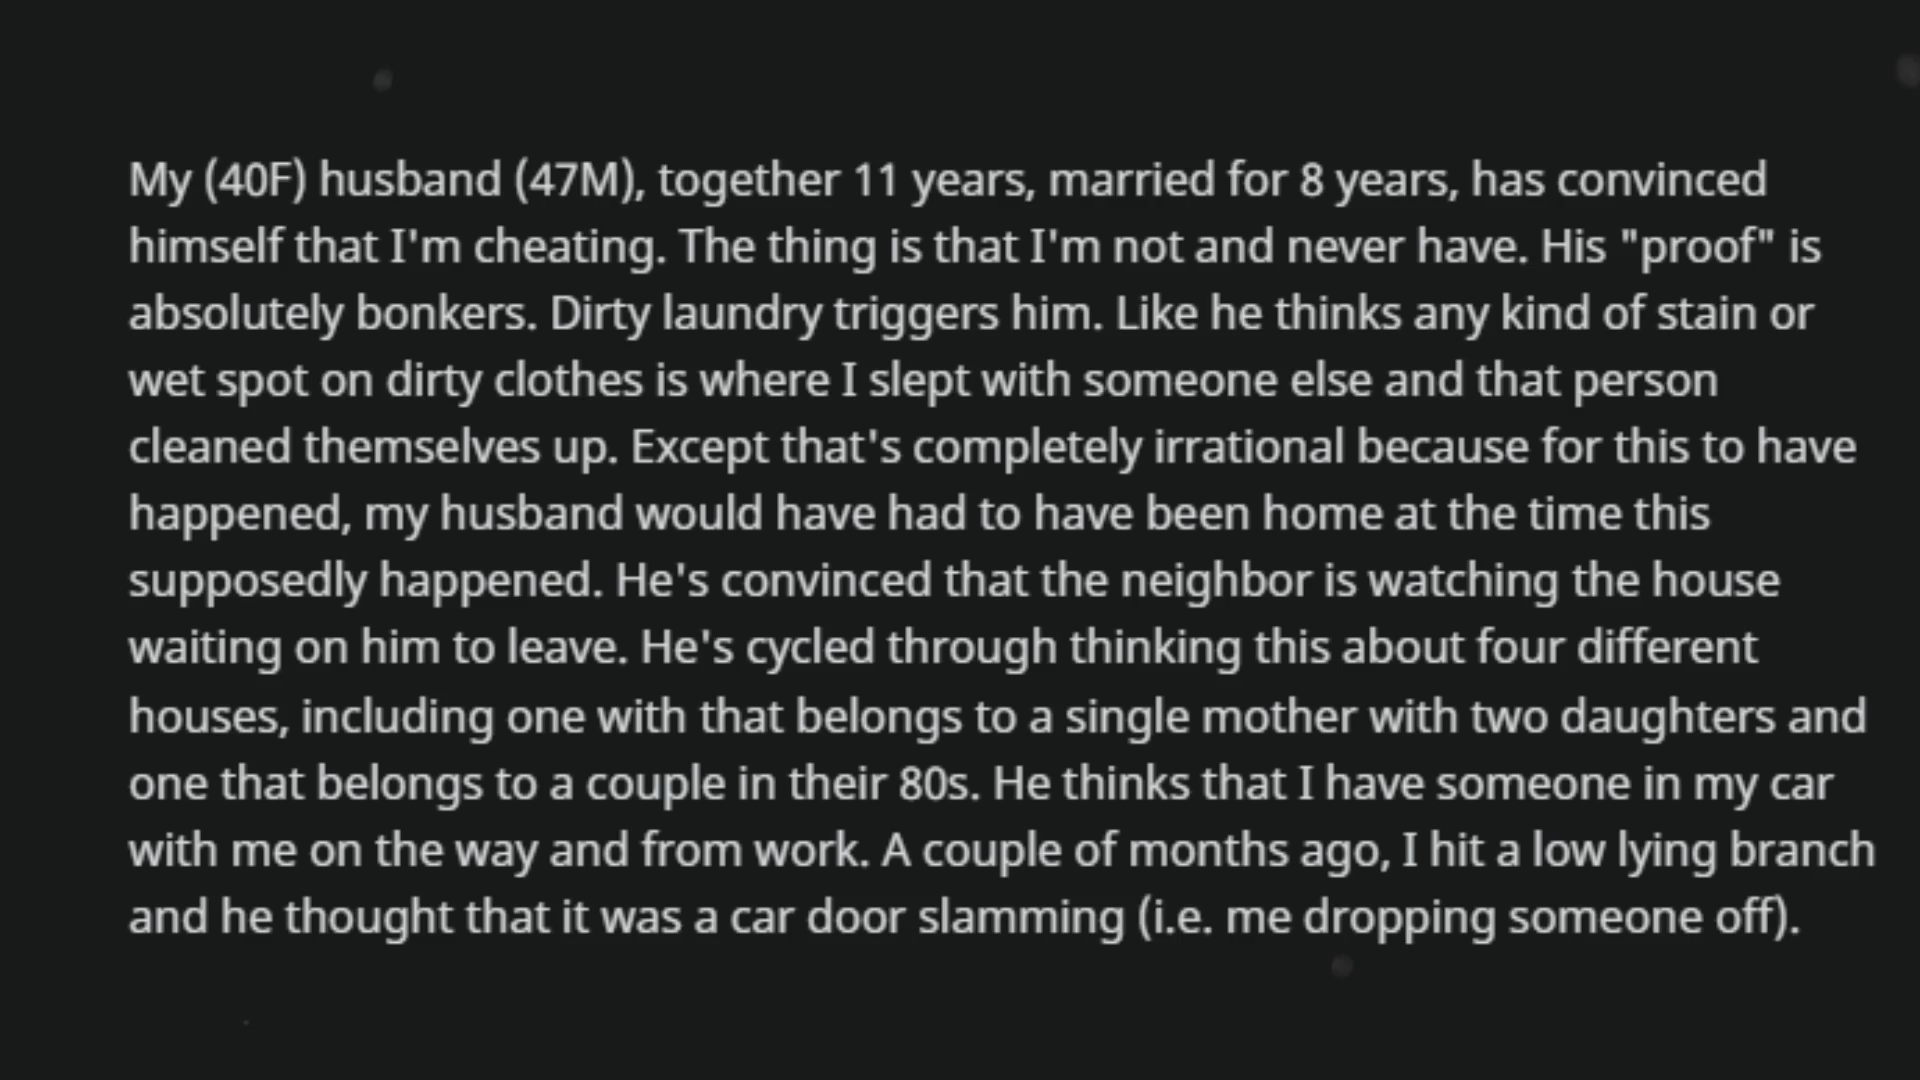 My (40F) husband (47M), together 11 years, married for 8 years, has convinced
himself that I'm cheating. The thing is that I'm not and never have. His "proof" is
absolutely bonkers. Dirty laundry triggers him. Like he thinks any kind of stain or
wet spot on dirty clothes is where I slept with someone else and that person
cleaned themselves up. Except that's completely irrational because for this to have
happened, my husband would have had to have been home at the time this
supposedly happened. He's convinced that the neighbor is watching the house
waiting on him to leave. He's cycled through thinking this about four different
houses, including one with that belongs to a single mother with two daughters and
one that belongs to a couple in their 80s. He thinks that I have someone in my car
with me on the way and from work. A couple of months ago, I hit a low lying branch
and he thought that it was a car door slamming (i.e. me dropping someone off).